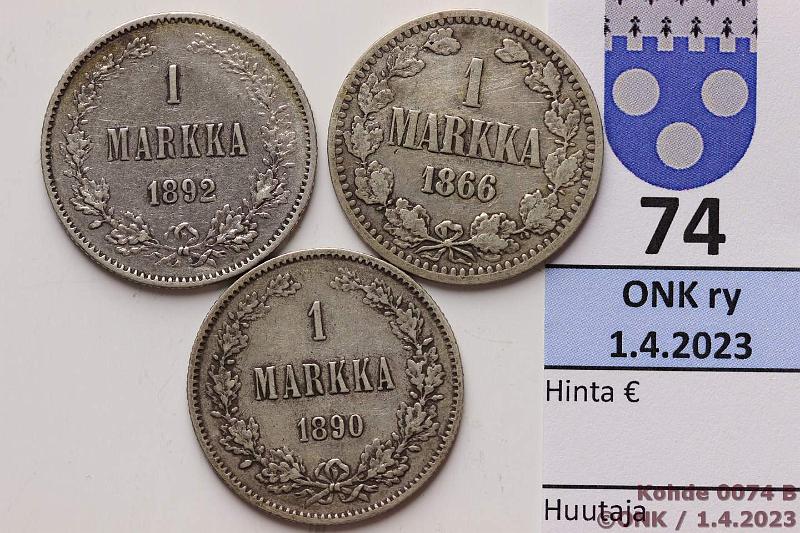 1
MARKKA
1892
1
MARKKA
1866
1
MARKKA
1890
74
ONK ry
1.4.2023
Hinta €
Huutaja
Kohde 0074 B
©ONK / 1.4.2023